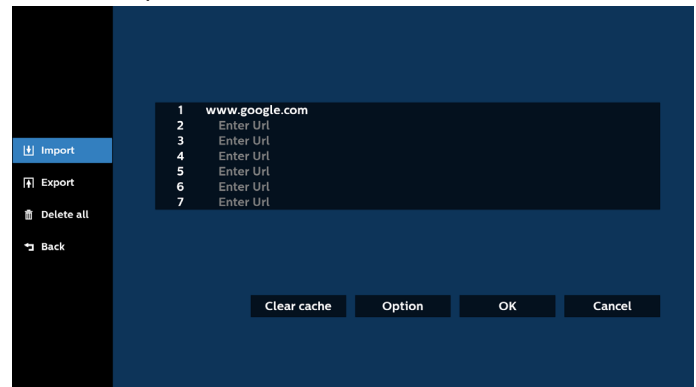 1 www.google.com
2 Enter Url
3 Enter Url
4 Enter Url
5 Enter Url
6 Enter Url
7 Enter Url
Import
Export
Delete all
Back
Clear cache Option OK Cancel